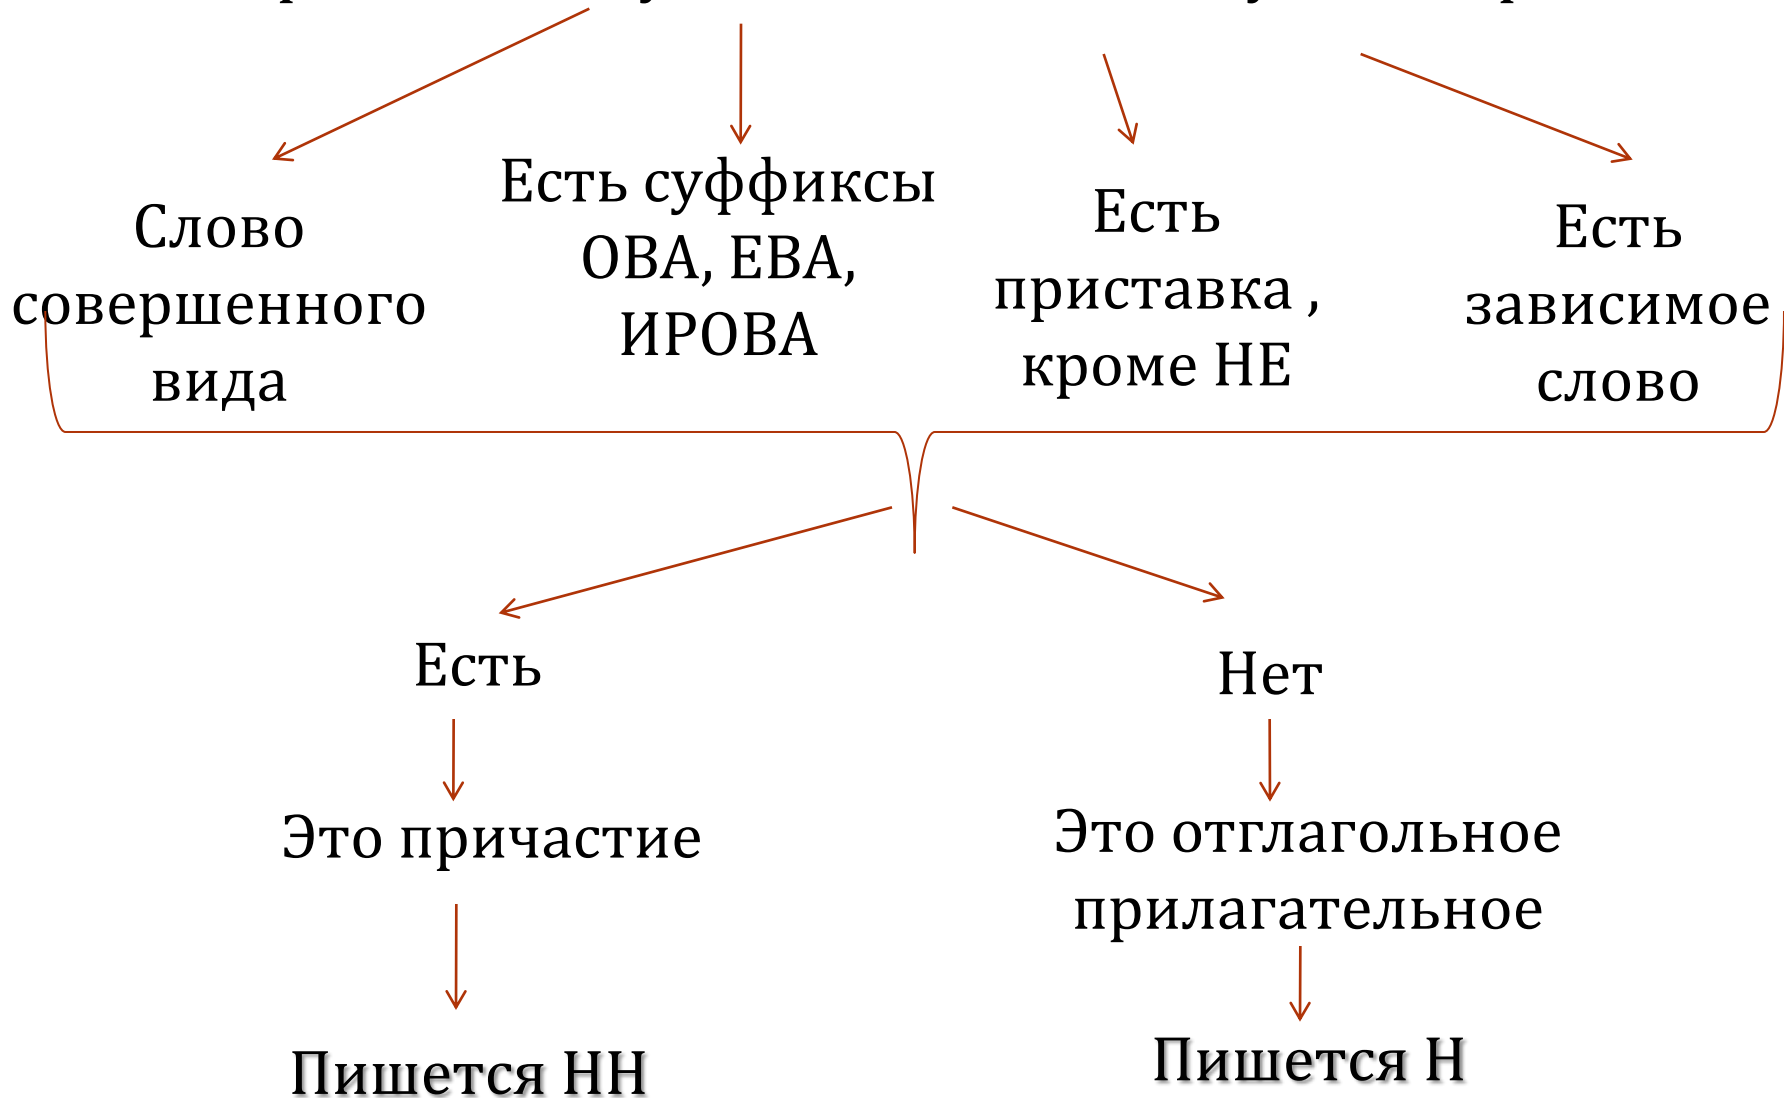 Слово
совершенного
вида
Есть суффиксы
ОВА, ЕВА,
ИРОВА
Есть
приставка ,
кроме НЕ
Есть
зависимое
слово
Есть
Нет
Это причастие
Это отглагольное
прилагательное
Пишется НН
Пишется Н